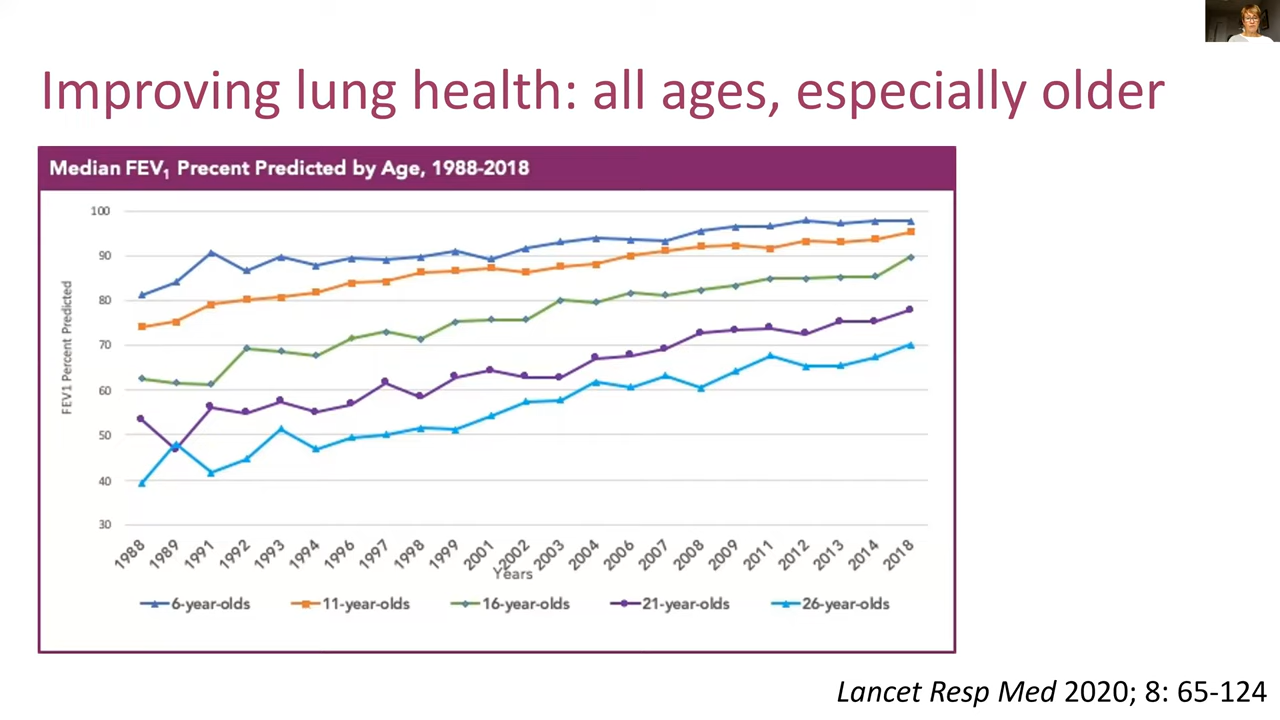 Improving lung health: all ages, especially older
Median FEV₁ Precent Predicted by Age, 1988-2018
100
90
80
70
60
50
40
30
FEV1 Percent Predicted
1988 1989 1991 1992 1993 1994 1996 1997 1998 1999 2001 2002 2003 2004 2006 2007 2008 2009 2011 2012 2013 2014 2018
Years
6-year-olds 11-year-olds 16-year-olds 21-year-olds 26-year-olds
Lancet Resp Med 2020; 8: 65-124